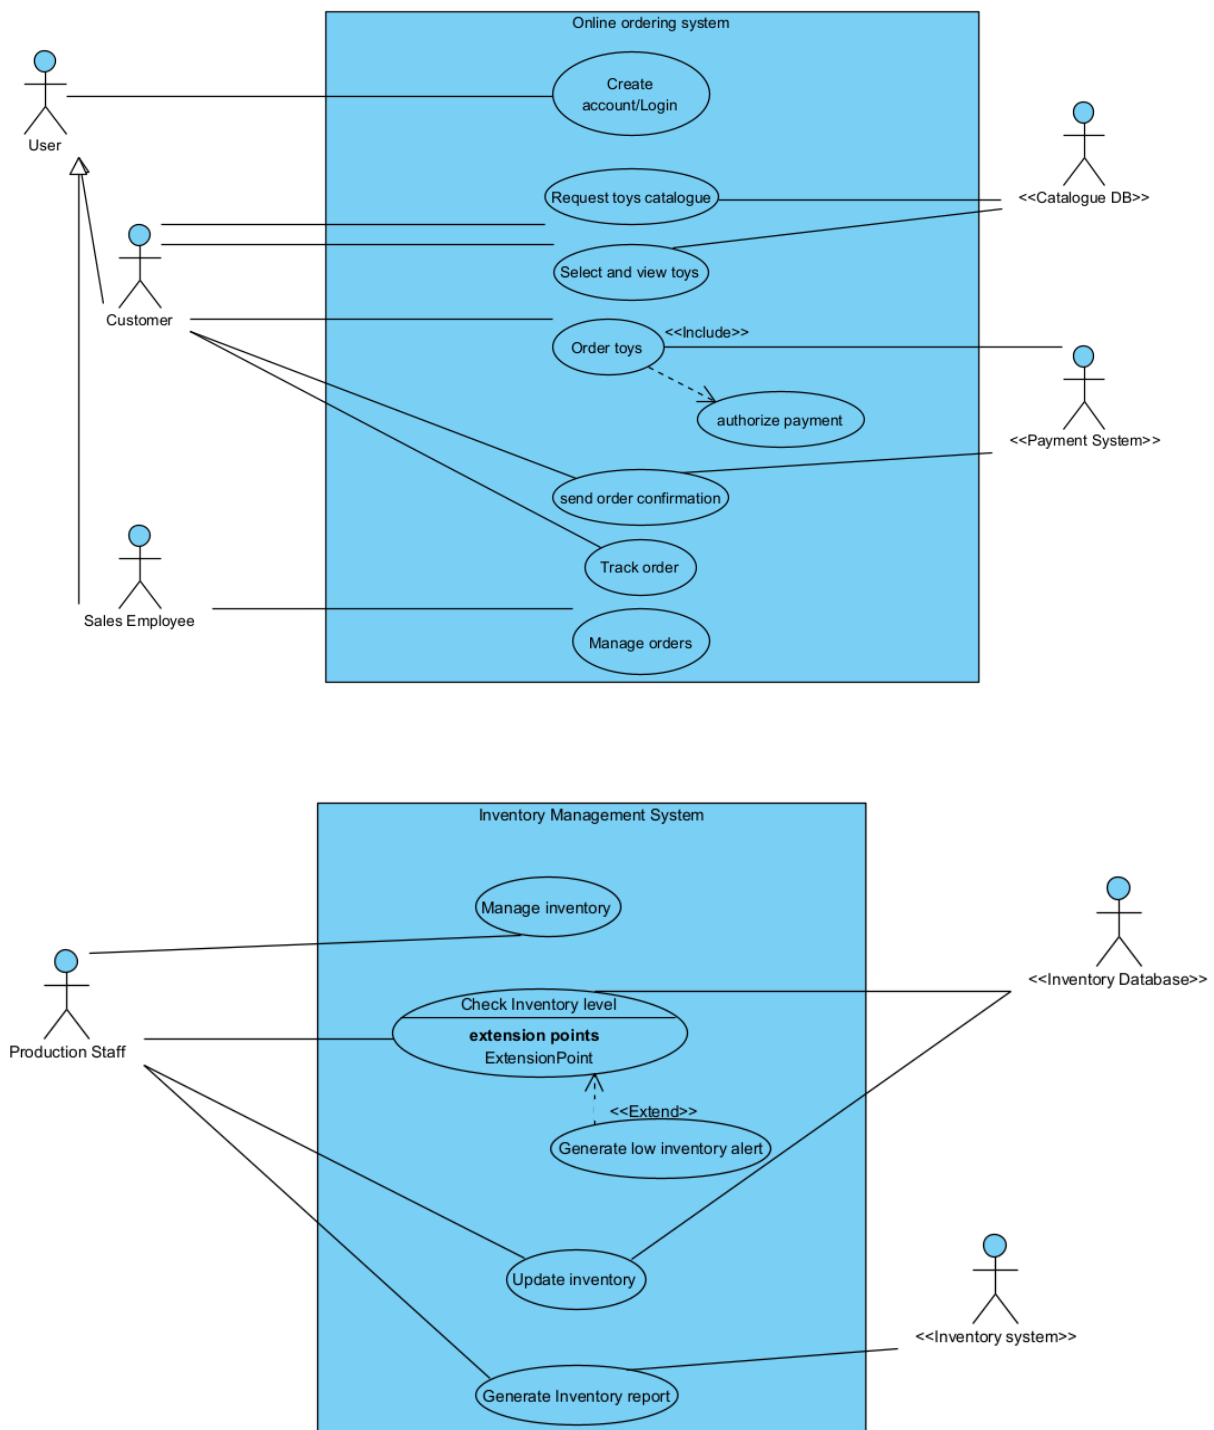 Online ordering system
Create
account/Login
User
Request toys catalogue
<<Catalogue DB>>
Select and view toys
Customer
<<Include>>
Order toys
authorize payment
<<Payment System>>
send order confirmation
Track order
Sales Employee
Manage orders
Inventory Management System
Manage inventory
<<Inventory Database>>
Check Inventory level
extension points
ExtensionPoint
Production Staff
<<Extend>>
Generate low inventory alert
Update inventory
<<Inventory system>>
Generate Inventory report